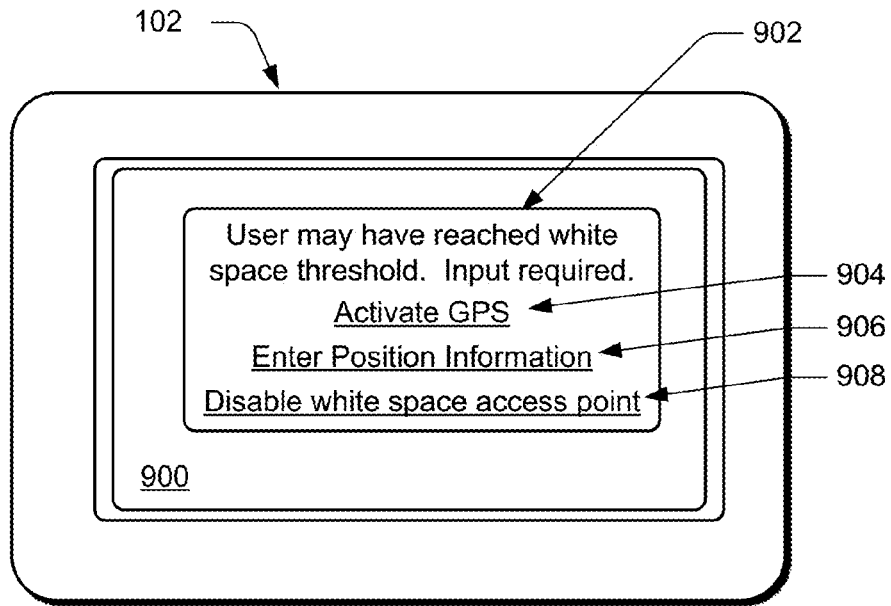 102
902
User may have reached white
space threshold. Input required.
904
Activate GPS
906
Enter Position Information
908
Disable white space access point
900